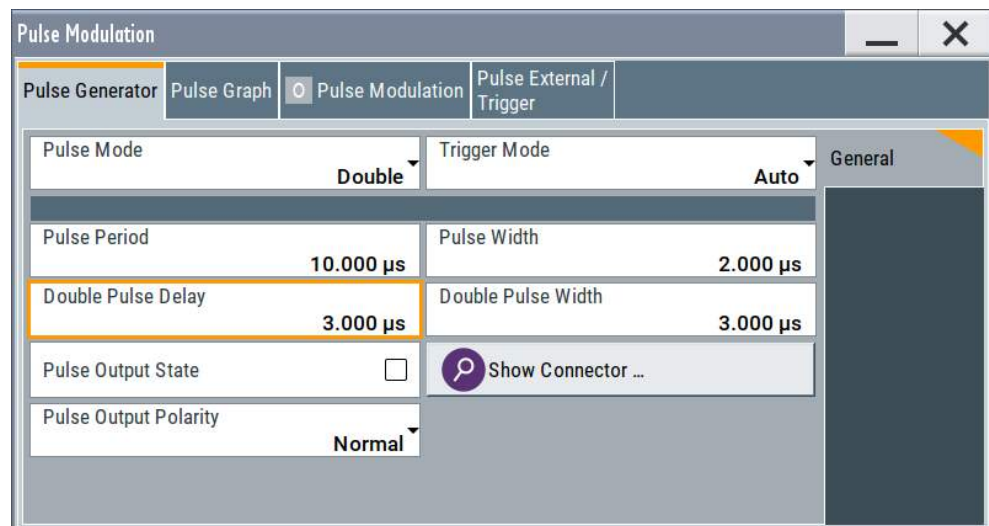 Pulse Modulation
Pulse Generator Pulse Graph O Pulse Modulation Pulse External /
Trigger
Pulse Mode Trigger Mode General
Double Auto
Pulse Period Pulse Width
10.000 µs 2.000 µs
Double Pulse Delay Double Pulse Width
3.000 µs 3.000 µs
Pulse Output State Show Connector ...
Pulse Output Polarity
Normal